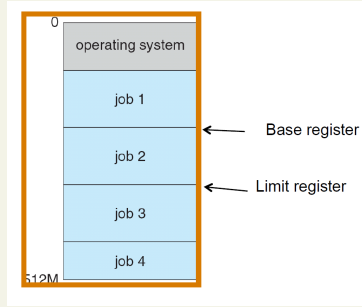 0
operating system
job 1
Base register
job 2
Limit register
job 3
job 4
512M